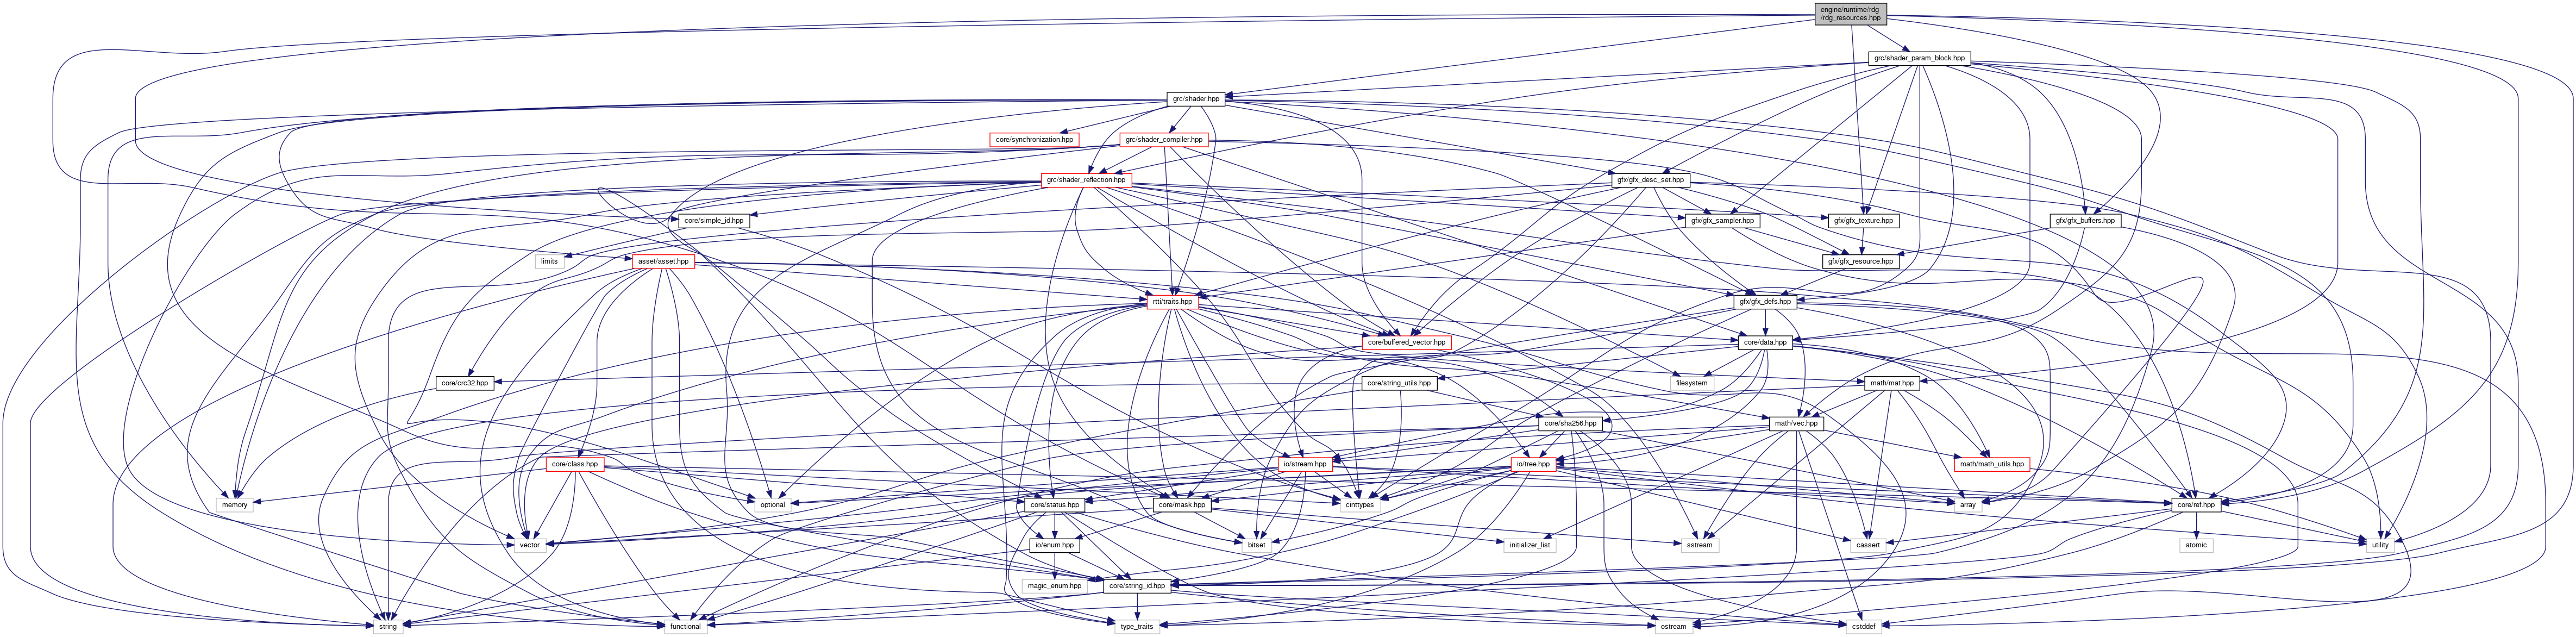 engine/runtime/rdg
/rdg_resources.hpp
grc/shader_param_block.hpp
grc/shader.hpp
core/synchronization.hpp
grc/shader_compiler.hpp
grc/shader_reflection.hpp
gfx/gfx_desc_set.hpp
core/simple_id.hpp
gfx/gfx_sampler.hpp
gfx/gfx_texture.hpp
gfx/gfx_buffers.hpp
limits
asset/asset.hpp
gfx/gfx_resource.hpp
rtti/traits.hpp
gfx/gfx_defs.hpp
core/buffered_vector.hpp
core/data.hpp
core/crc32.hpp
core/string_utils.hpp
filesystem
math/mat.hpp
core/sha256.hpp
math/vec.hpp
core/class.hpp
io/stream.hpp
io/tree.hpp
math/math_utils.hpp
memory
optional
core/status.hpp
core/mask.hpp
cinttypes
array
core/ref.hpp
vector
io/enum.hpp
bitset
initializer_list
sstream
cassert
atomic
utility
magic_enum.hpp
core/string_id.hpp
string
functional
type_traits
ostream
cstddef